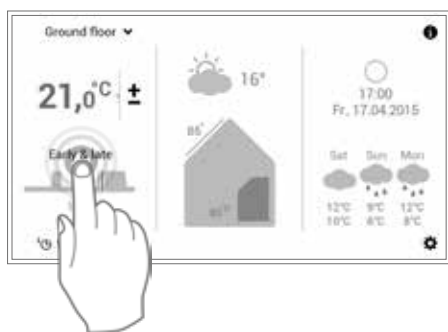 Ground floor
21,0°C
±
Early & late
16°
85°
17:00
Fr, 17.04.2015
Sat Sun Mon
12°C 9°C 12°C
10°C 6°C 8°C